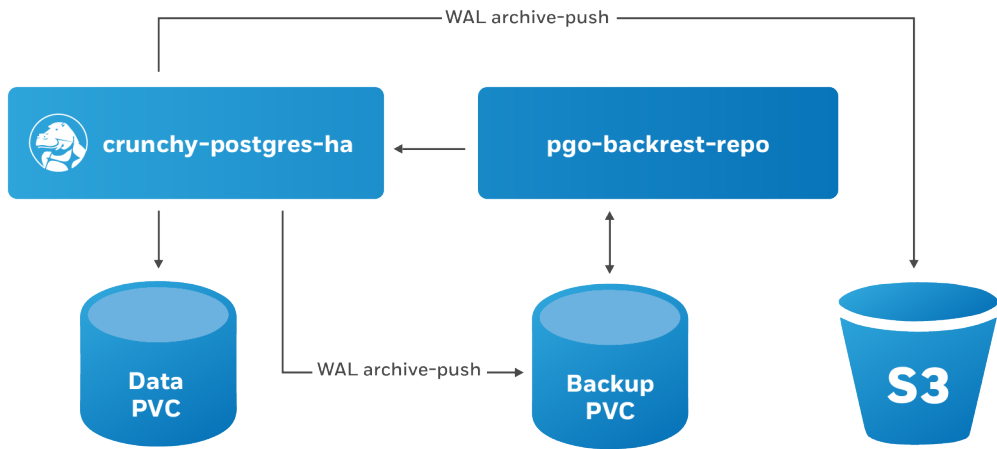 WAL archive-push
crunchy-postgres-ha
pgo-backrest-repo
WAL archive-push
Data
PVC
Backup
PVC
S3